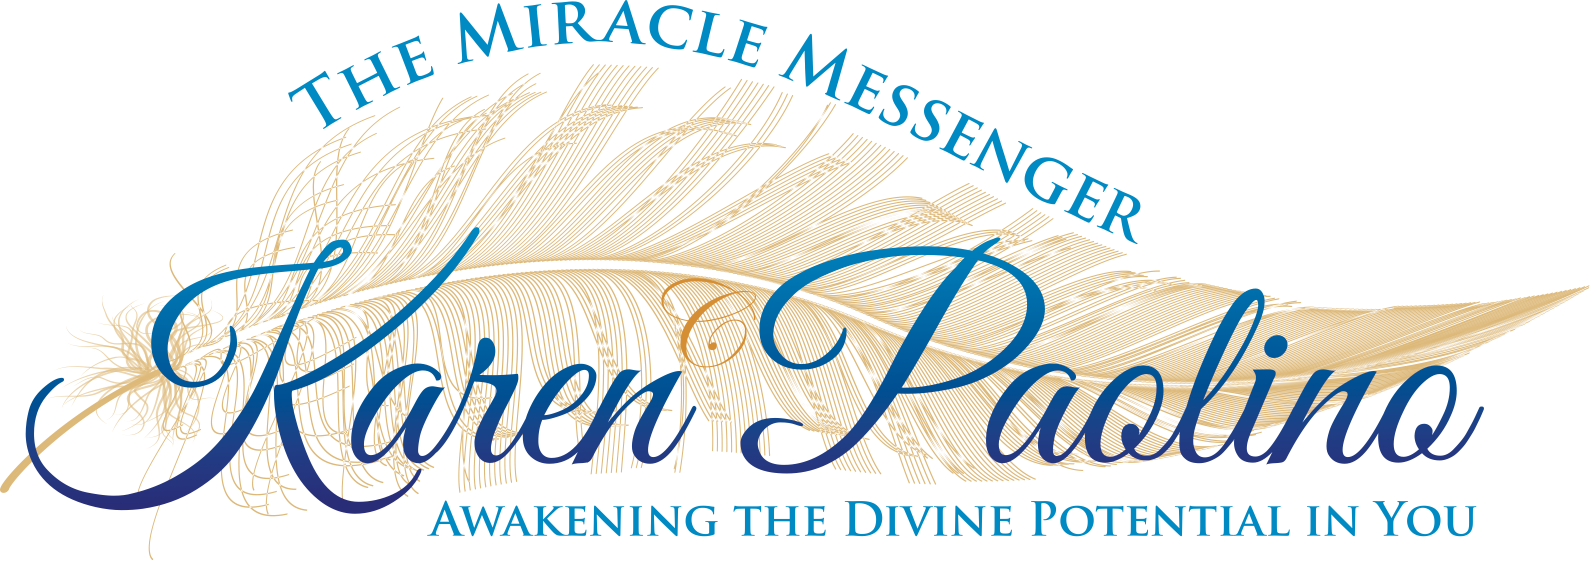 THE MIRACLE MESSENGER
Karen C Paolino
AWAKENING THE DIVINE POTENTIAL IN YOU